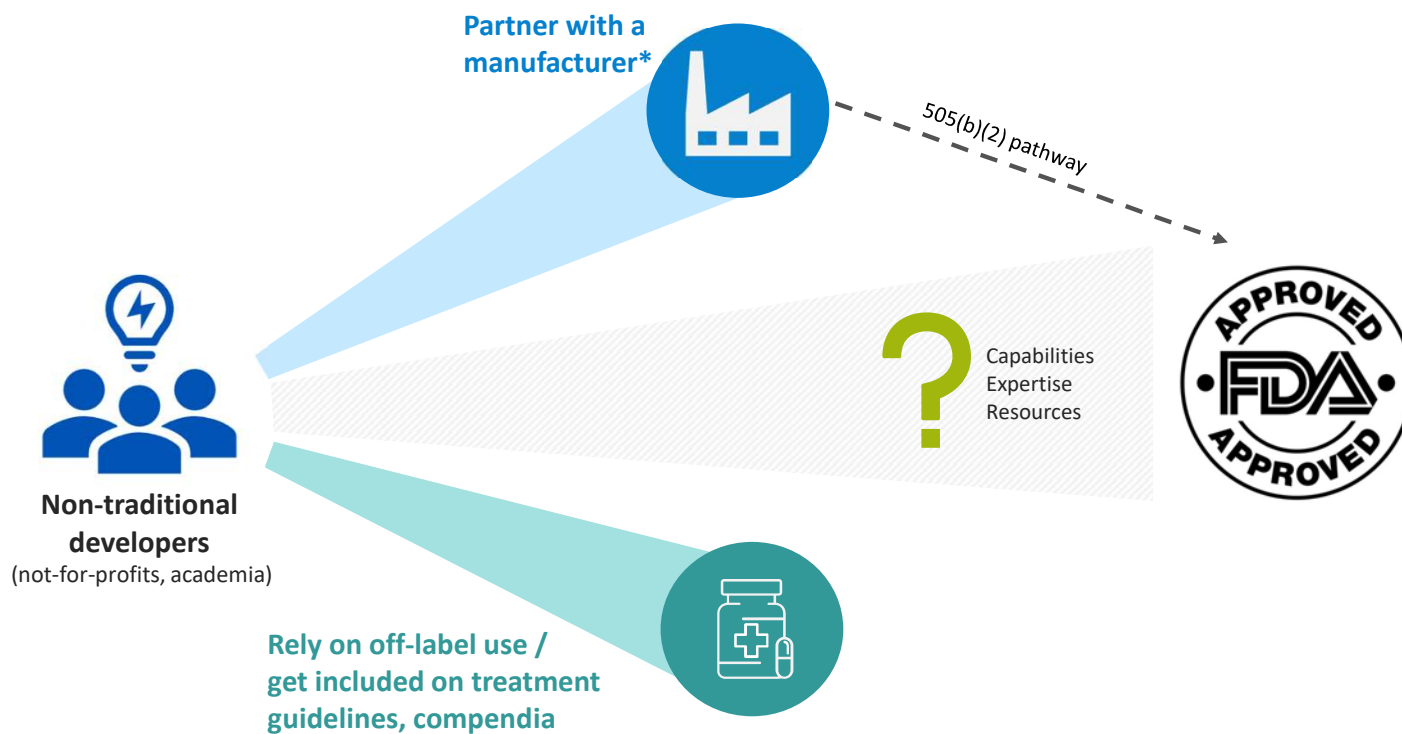 Partner with a
manufacturer*
505(b)(2) pathway
Capabilities
Expertise
Resources
APPROVED
FDA
APPROVED
Non-traditional
developers
(not-for-profits, academia)
Rely on off-label use /
get included on treatment
guidelines, compendia